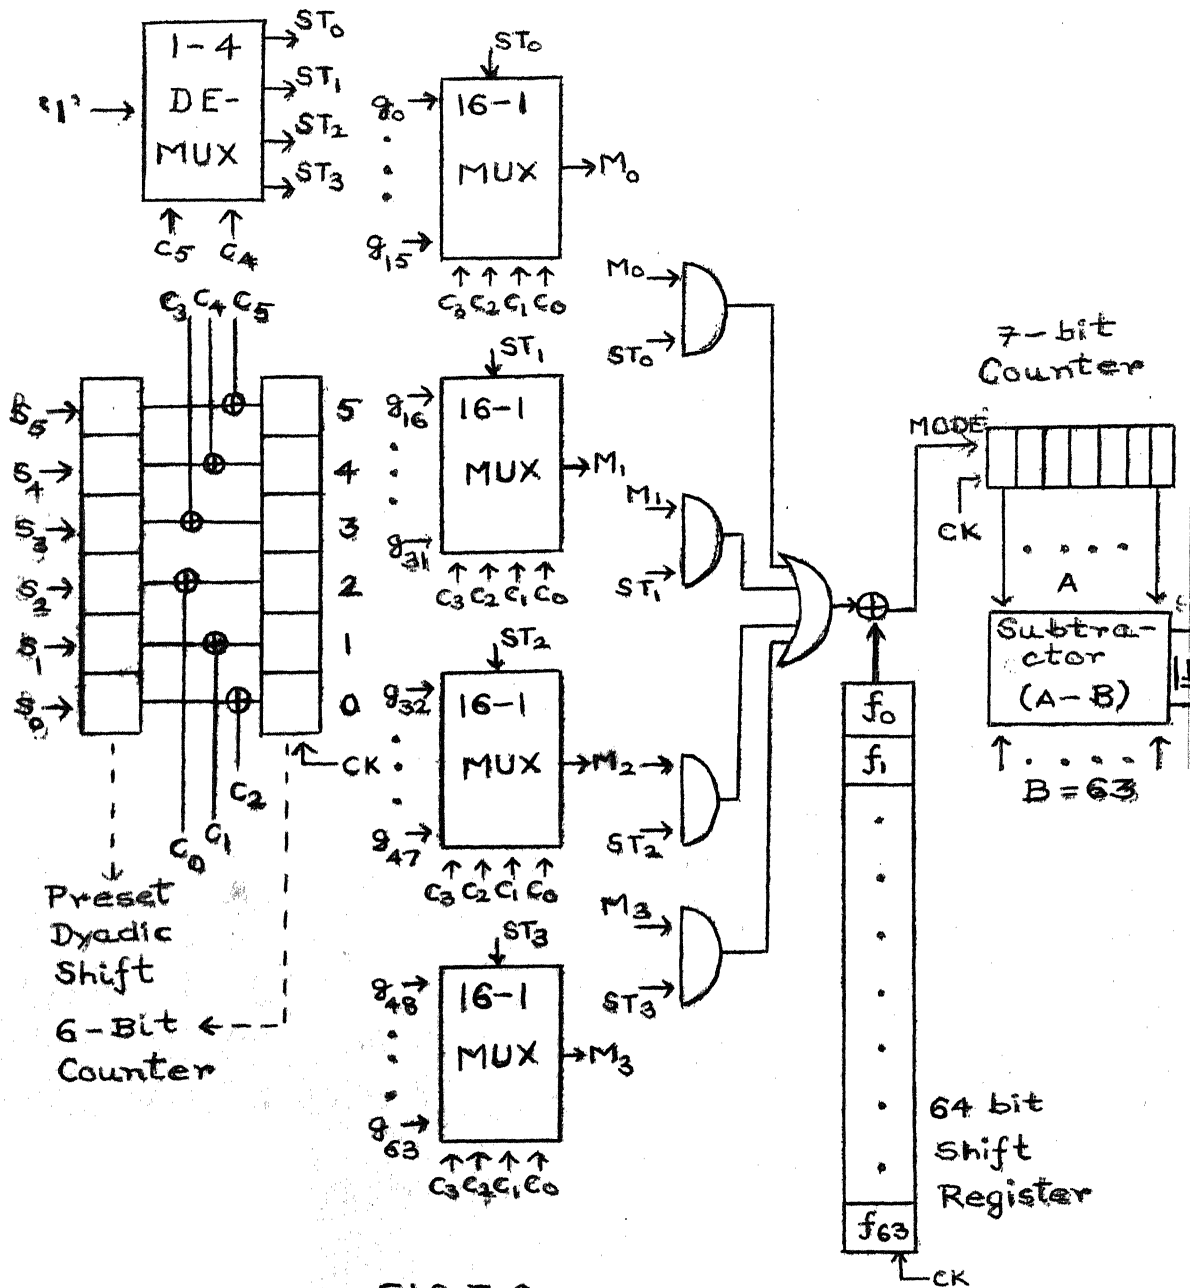 1-4
DE-
MUX
'1'
ST0
ST1
ST2
ST3
C5 C4
C3 C4 C5
S5
S4
S3
S2
S1
S0
5
4
3
2
1
0
CK
C0 C1 C2
Preset
Dyadic
Shift
6-Bit
Counter
ST0
g0
16-1
MUX
M0
g15
C3 C2 C1 C0
ST1
g16
16-1
MUX
M1
g31
C3 C2 C1 C0
ST2
g32
16-1
MUX
M2
g47
C3 C2 C1 C0
ST3
g48
16-1
MUX
M3
g63
C3 C2 C1 C0
M0
ST0
M1
ST1
ST2
M3
ST3
7-bit
Counter
MODE
CK
A
Subtra-
ctor
(A-B)
B=63
f0
f1
f63
64 bit
Shift
Register
CK